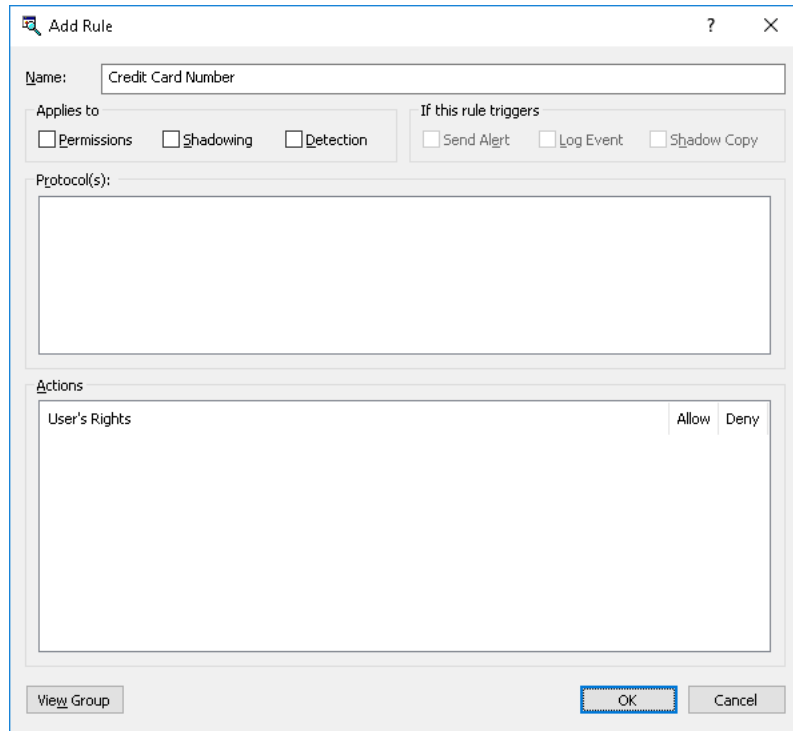 Add Rule
Name: Credit Card Number
Applies to
Permissions Shadowing Detection
If this rule triggers
Send Alert Log Event Shadow Copy
Protocol(s):
Actions
User's Rights Allow Deny
View Group OK Cancel